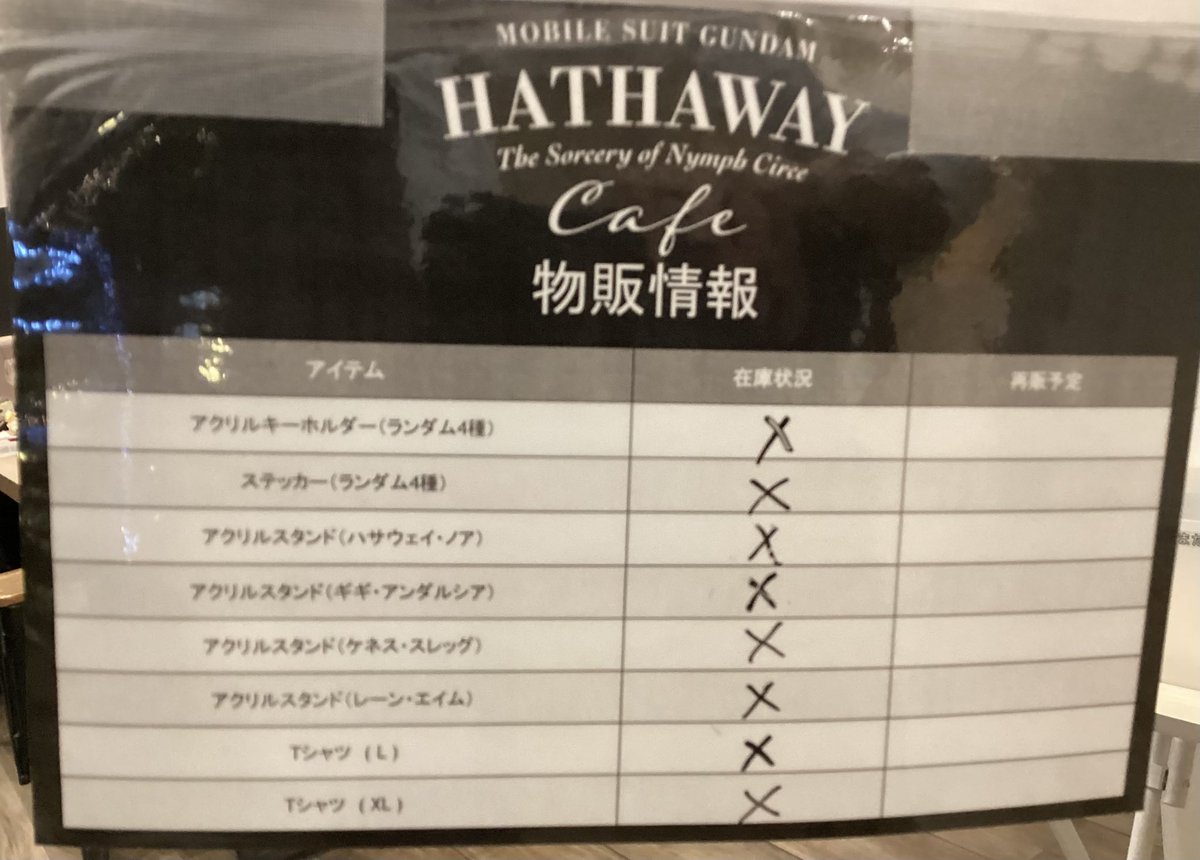 MOBILE SUIT GUNDAM
HATHAWAY
The Sorcery of Nymph Circe
Cafe
物販情報
アイテム 在庫状況 再販予定
アクリルキーホルダー(ランダム4種) ×
ステッカー(ランダム4種) ×
アクリルスタンド(ハサウェイ・ノア) ×
アクリルスタンド(ギギ・アンダルシア) ×
アクリルスタンド(ケネス・スレッグ) ×
アクリルスタンド(レーン・エイム) ×
Tシャツ (L) ×
Tシャツ (XL) ×